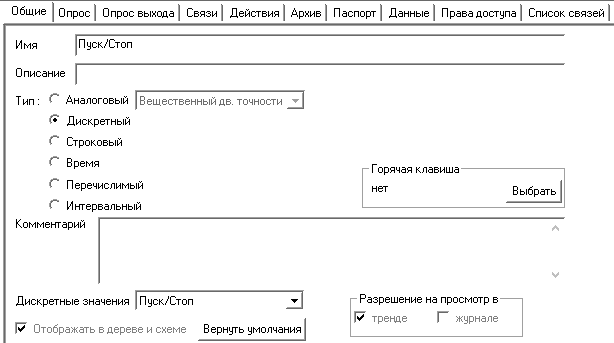 Общие Опрос Опрос выхода Связи Действия Архив Паспорт Данные Права доступа Список связей
Имя Пуск/Стоп
Описание
Тип : Аналоговый Вещественный дв. точности
Дискретный
Строковый
Время
Перечислимый
Интервальный
Горячая клавиша
нет Выбрать
Комментарий
Дискретные значения Пуск/Стоп
Отображать в дереве и схеме Вернуть умолчания
Разрешение на просмотр в
тренде журнале